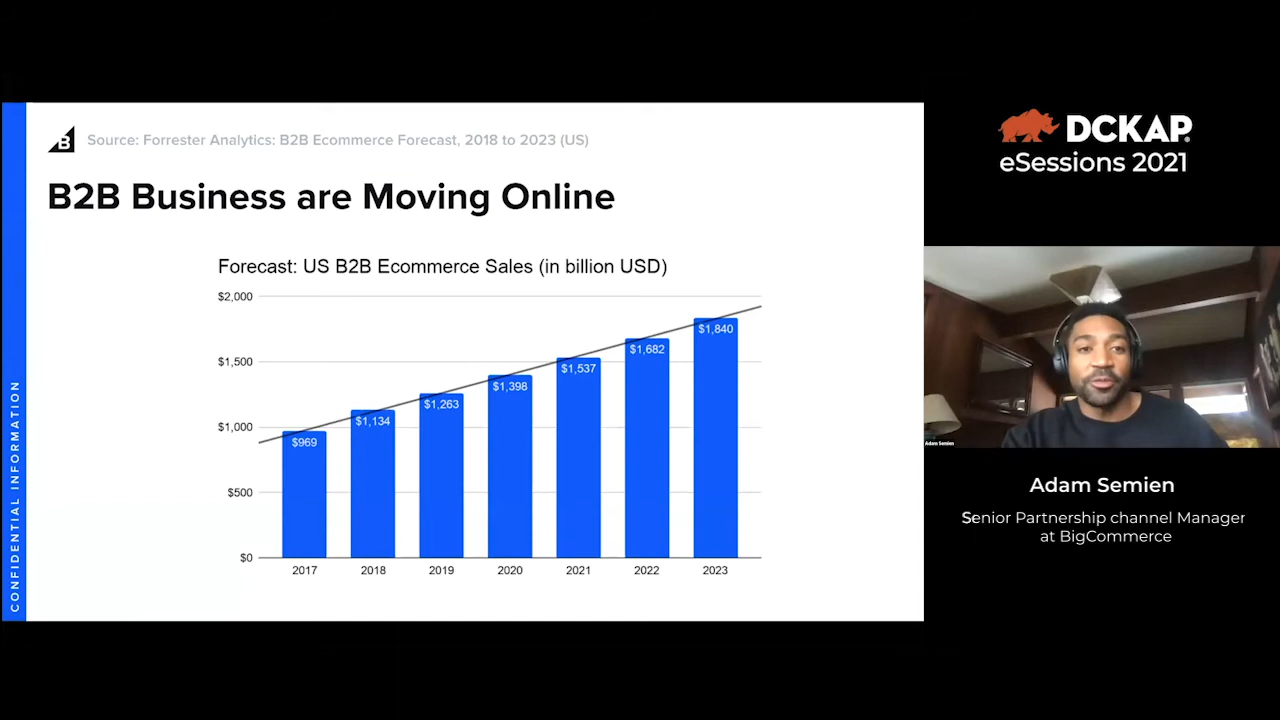 Source: Forrester Analytics: B2B Ecommerce Forecast, 2018 to 2023 (US)
B2B Business are Moving Online
Forecast: US B2B Ecommerce Sales (in billion USD)
$2,000
$1,500
$1,000
$500
$0
$969
$1,134
$1,263
$1,398
$1,537
$1,682
$1,840
2017
2018
2019
2020
2021
2022
2023
CONFIDENTIAL INFORMATION
B
DCKAP
eSessions 2021
Adam Semien
Adam Semien
Senior Partnership channel Manager
at BigCommerce